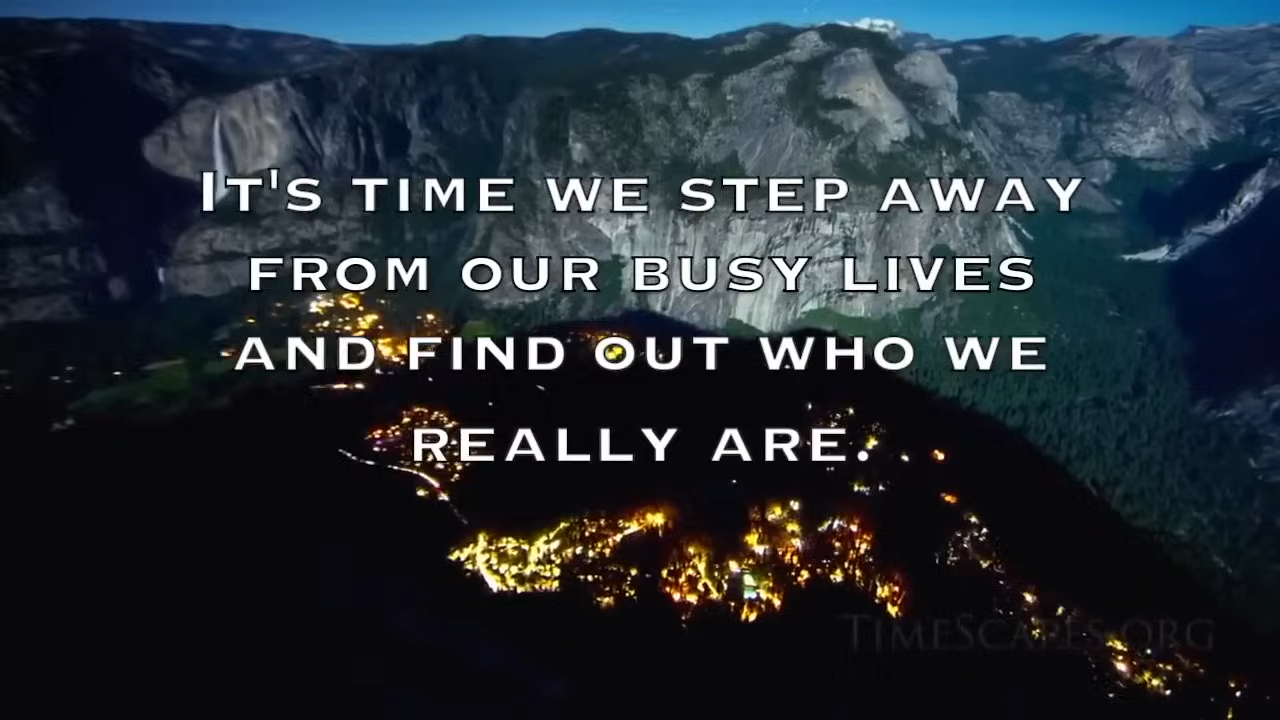 It's time we step away
from our busy lives
and find out who we
really are.
TimeScapes.org